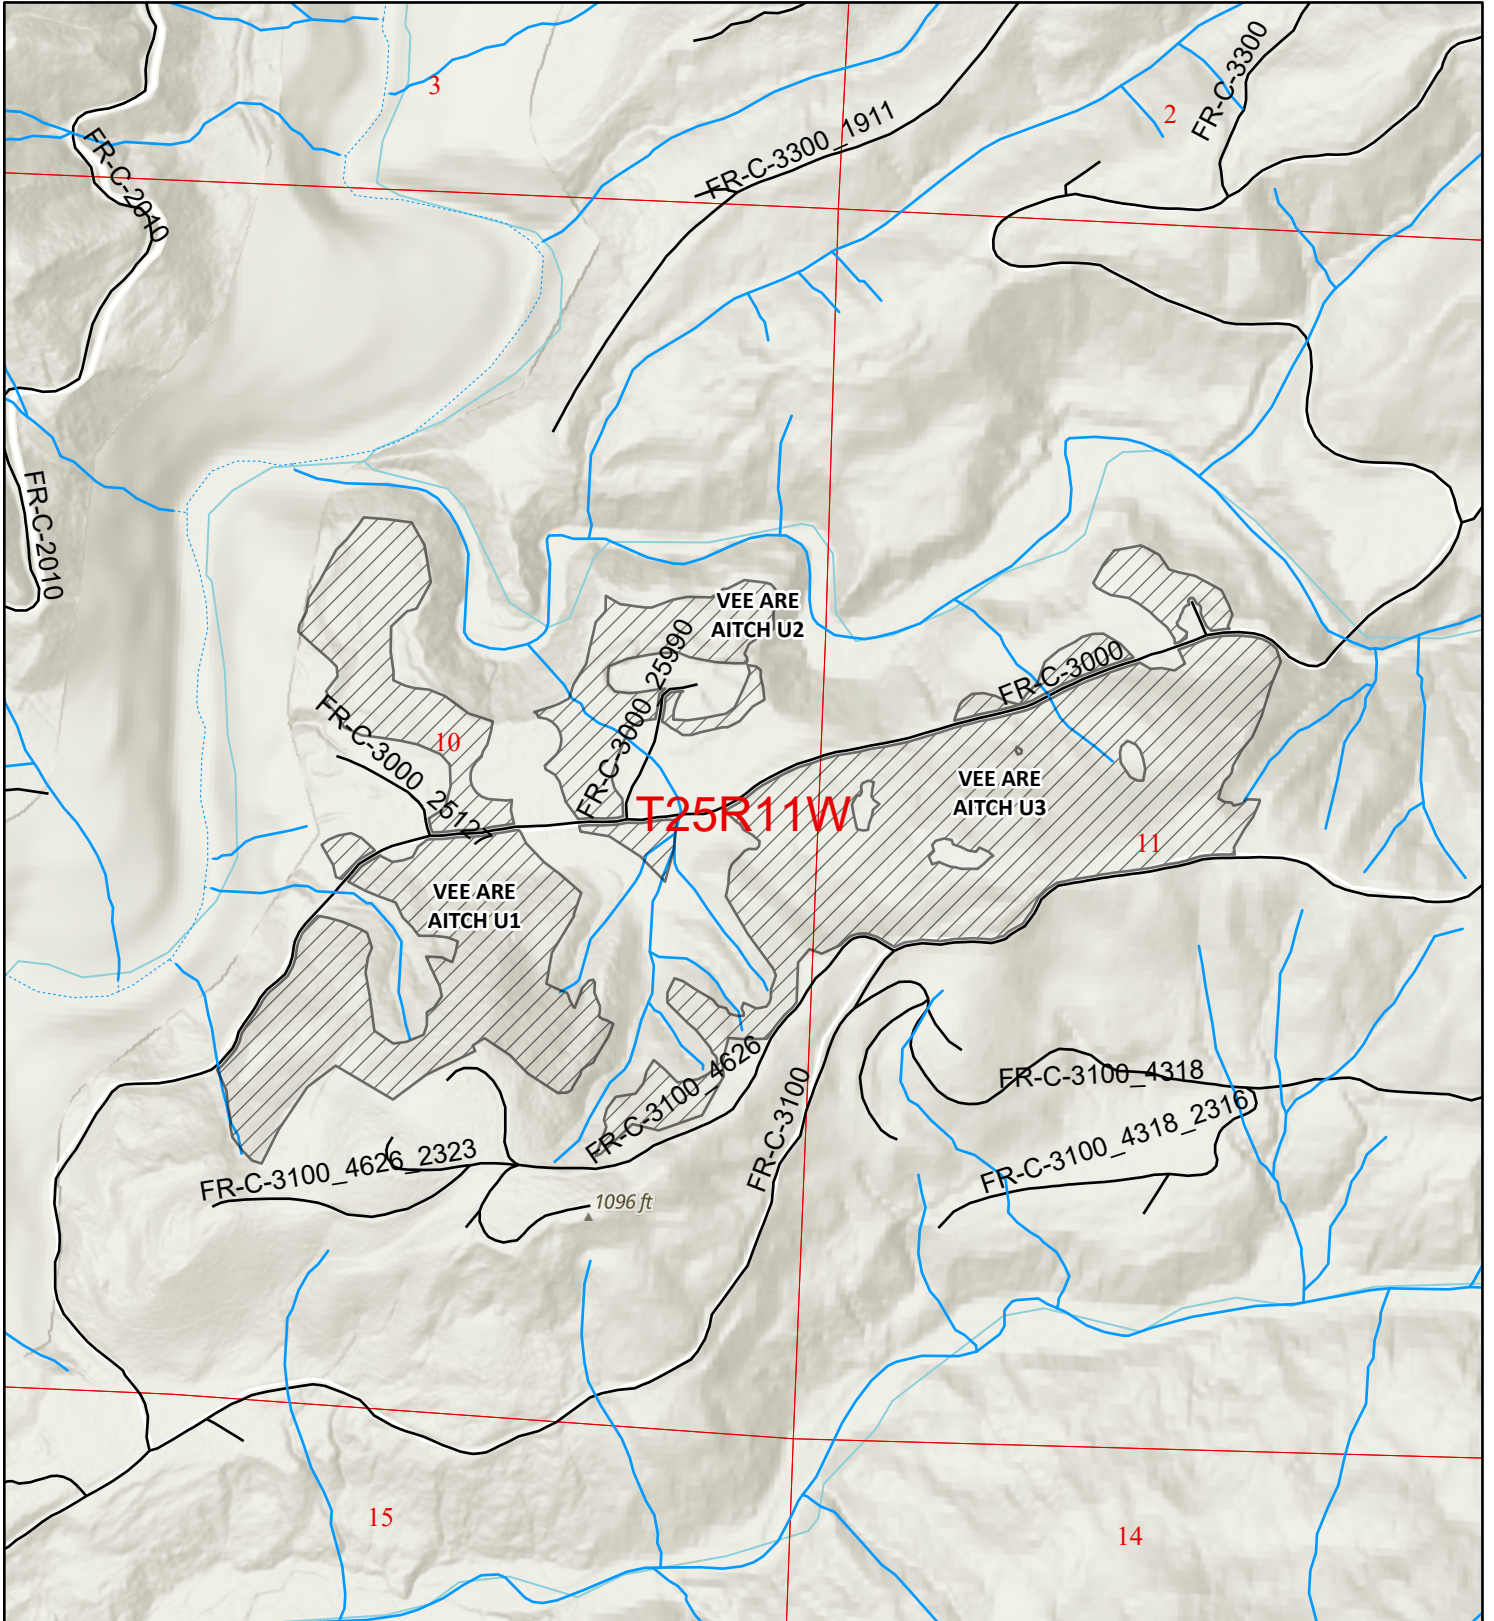 3
2
FR-C-3300
FR-C-3300_1911
FR-C-2010
FR-C-2010
VEE ARE
AITCH U2
FR-C-3000_25990
FR-C-3000
FR-C-3000_25127
10
VEE ARE
AITCH U3
T25R11W
11
VEE ARE
AITCH U1
FR-C-3100_4626
FR-C-3100
FR-C-3100_4318
FR-C-3100_4318_2316
FR-C-3100_4626_2323
1096 ft
15
14